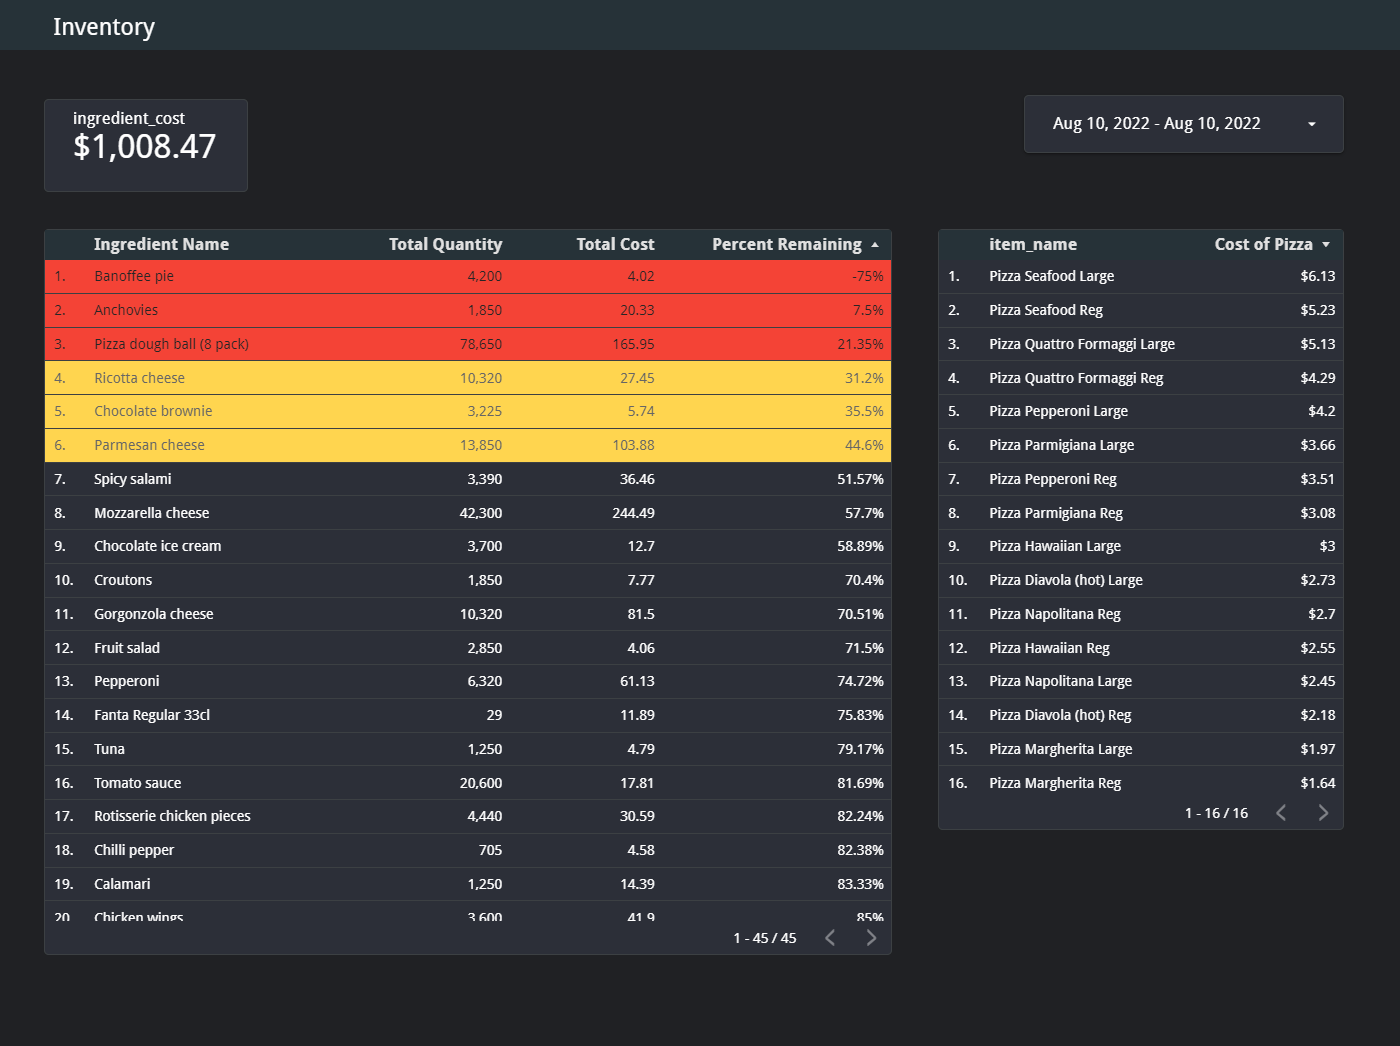 Inventory
ingredient_cost
$1,008.47
Aug 10, 2022 - Aug 10, 2022
Ingredient Name Total Quantity Total Cost Percent Remaining
1. Banoffee pie 4,200 4.02 -75%
2. Anchovies 1,850 20.33 7.5%
3. Pizza dough ball (8 pack) 78,650 165.95 21.35%
4. Ricotta cheese 10,320 27.45 31.2%
5. Chocolate brownie 3,225 5.74 35.5%
6. Parmesan cheese 13,850 103.88 44.6%
7. Spicy salami 3,390 36.46 51.57%
8. Mozzarella cheese 42,300 244.49 57.7%
9. Chocolate ice cream 3,700 12.7 58.89%
10. Croutons 1,850 7.77 70.4%
11. Gorgonzola cheese 10,320 81.5 70.51%
12. Fruit salad 2,850 4.06 71.5%
13. Pepperoni 6,320 61.13 74.72%
14. Fanta Regular 33cl 29 11.89 75.83%
15. Tuna 1,250 4.79 79.17%
16. Tomato sauce 20,600 17.81 81.69%
17. Rotisserie chicken pieces 4,440 30.59 82.24%
18. Chilli pepper 705 4.58 82.38%
19. Calamari 1,250 14.39 83.33%
20 Chicken wings 3,600 41.9 85%
1 - 45 / 45
item_name Cost of Pizza
1. Pizza Seafood Large $6.13
2. Pizza Seafood Reg $5.23
3. Pizza Quattro Formaggi Large $5.13
4. Pizza Quattro Formaggi Reg $4.29
5. Pizza Pepperoni Large $4.2
6. Pizza Parmigiana Large $3.66
7. Pizza Pepperoni Reg $3.51
8. Pizza Parmigiana Reg $3.08
9. Pizza Hawaiian Large $3
10. Pizza Diavola (hot) Large $2.73
11. Pizza Napolitana Reg $2.7
12. Pizza Hawaiian Reg $2.55
13. Pizza Napolitana Large $2.45
14. Pizza Diavola (hot) Reg $2.18
15. Pizza Margherita Large $1.97
16. Pizza Margherita Reg $1.64
1 - 16 / 16